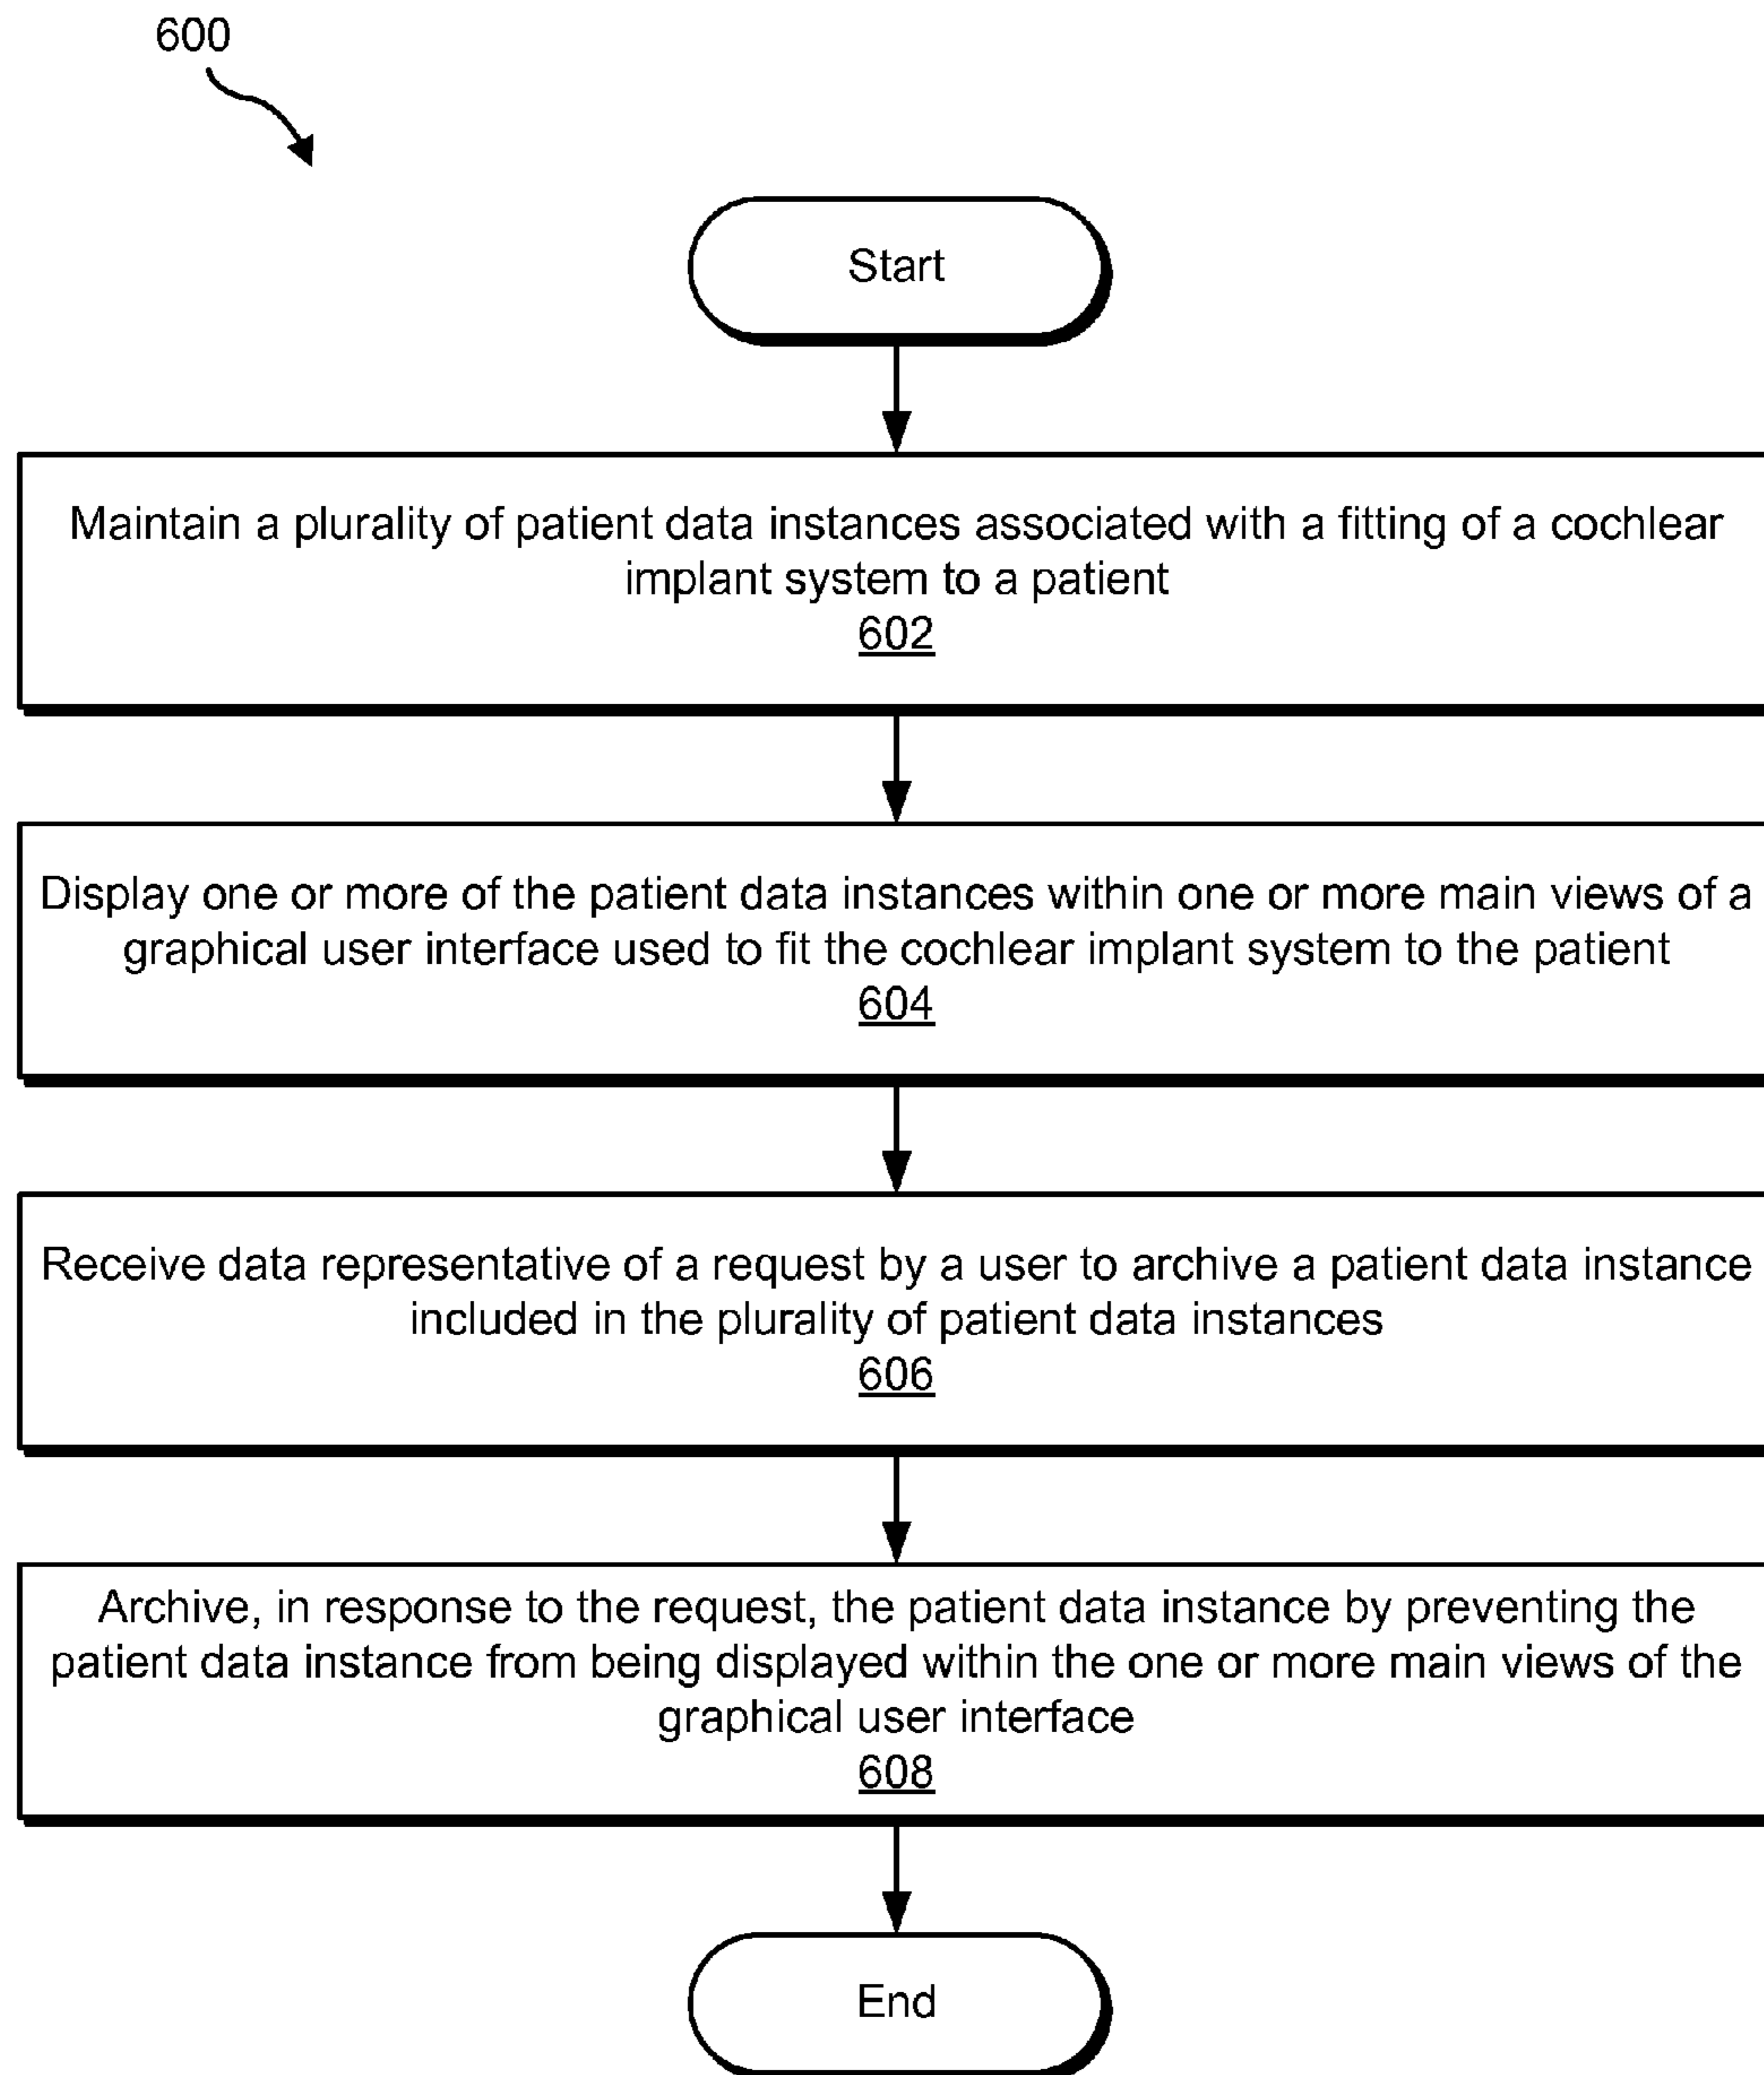 600
Start
Maintain a plurality of patient data instances associated with a fitting of a cochlear
implant system to a patient
602
Display one or more of the patient data instances within one or more main views of a
graphical user interface used to fit the cochlear implant system to the patient
604
Receive data representative of a request by a user to archive a patient data instance
included in the plurality of patient data instances
606
Archive, in response to the request, the patient data instance by preventing the
patient data instance from being displayed within the one or more main views of the
graphical user interface
608
End